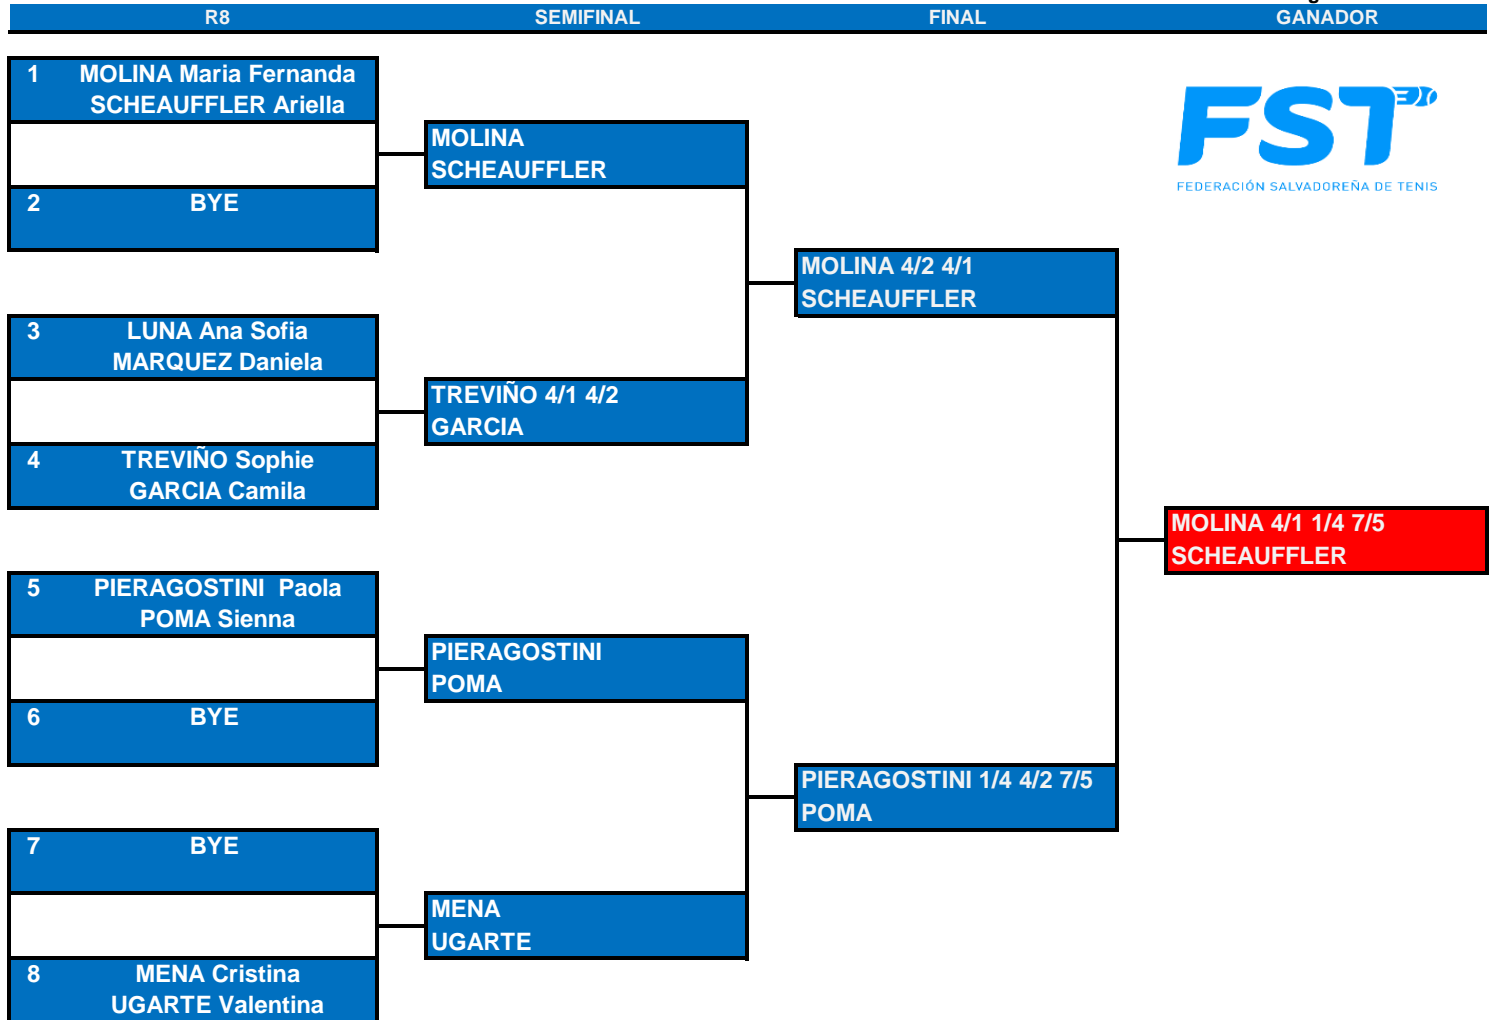 R8 SEMIFINAL FINAL GANADOR
1 MOLINA Maria Fernanda
SCHEAUFFLER Ariella
MOLINA
SCHEAUFFLER
2 BYE
FST
FEDERACIÓN SALVADOREÑA DE TENIS
MOLINA 4/2 4/1
SCHEAUFFLER
3 LUNA Ana Sofia
MARQUEZ Daniela
TREVIÑO 4/1 4/2
GARCIA
4 TREVIÑO Sophie
GARCIA Camila
MOLINA 4/1 1/4 7/5
SCHEAUFFLER
5 PIERAGOSTINI Paola
POMA Sienna
PIERAGOSTINI
POMA
6 BYE
PIERAGOSTINI 1/4 4/2 7/5
POMA
7 BYE
MENA
UGARTE
8 MENA Cristina
UGARTE Valentina